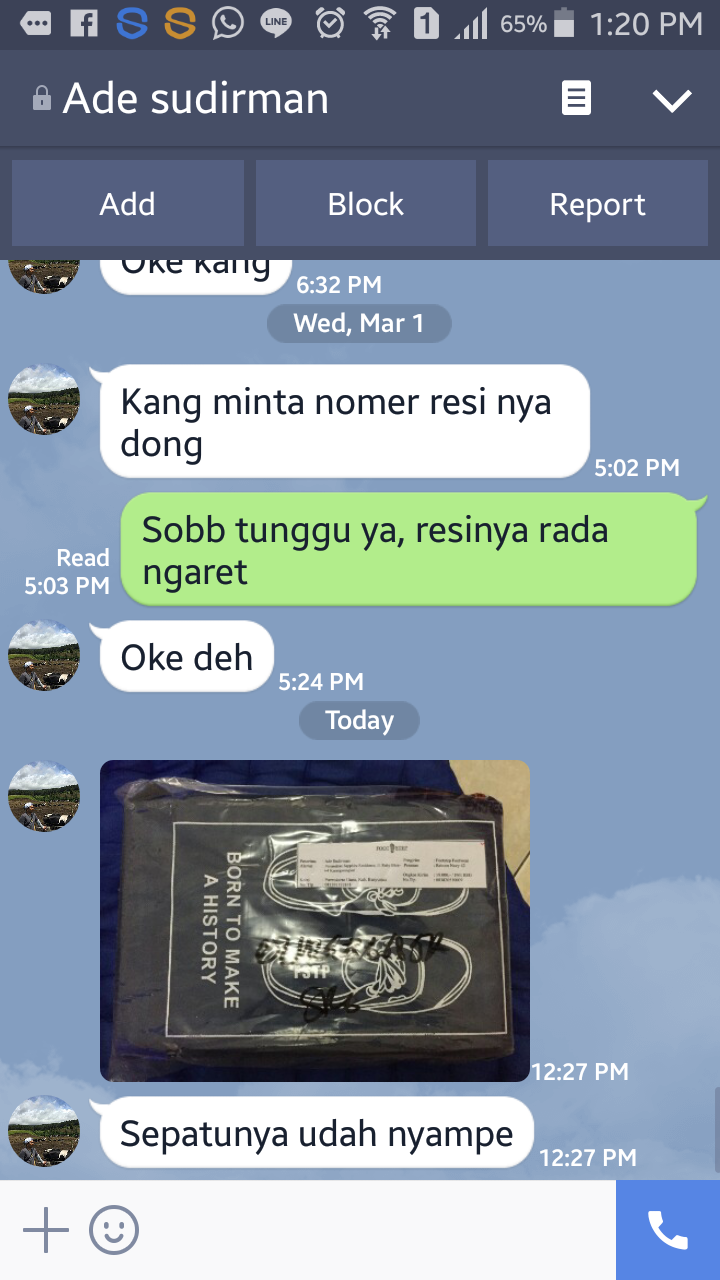 LINE
1
65%
1:20 PM
Ade sudirman
Add
Block
Report
Oke kang
6:32 PM
Wed, Mar 1
Kang minta nomer resi nya
dong
5:02 PM
Sobb tunggu ya, resinya rada
ngaret
Read
5:03 PM
Oke deh
5:24 PM
Today
BORN TO MAKE
A HISTORY
12:27 PM
Sepatunya udah nyampe
12:27 PM